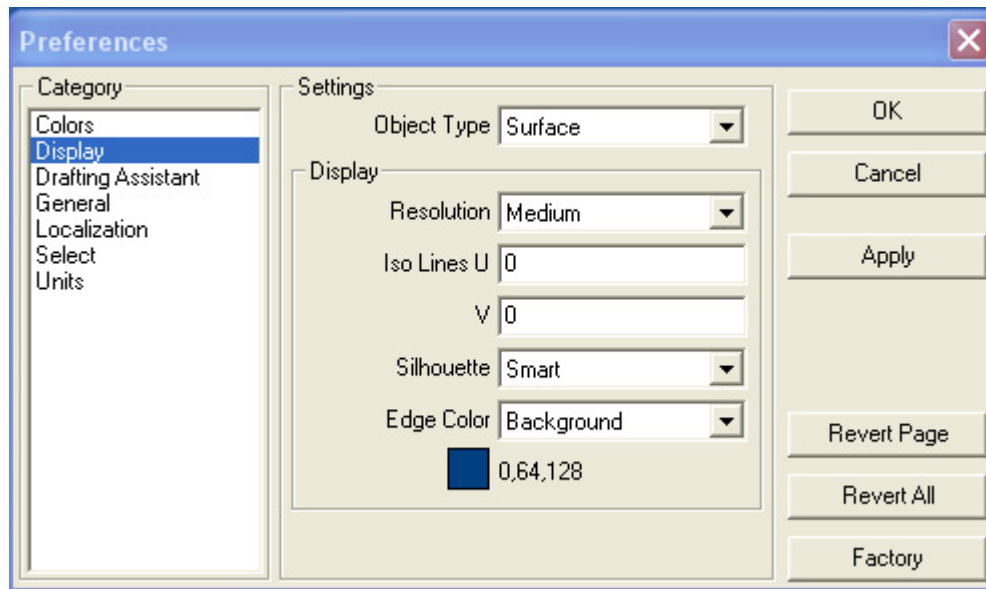 Preferences
Category
Colors
Display
Drafting Assistant
General
Localization
Select
Units
Settings
Object Type Surface
Display
Resolution Medium
Iso Lines U 0
V 0
Silhouette Smart
Edge Color Background
0,64,128
OK
Cancel
Apply
Revert Page
Revert All
Factory